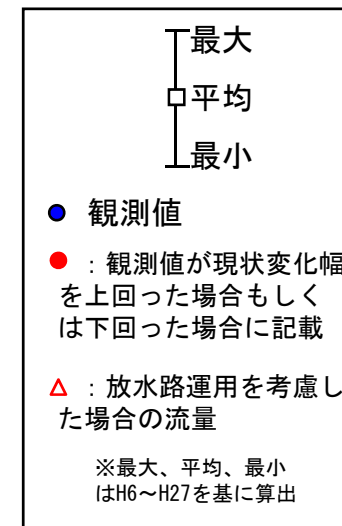 最大
平均
最小
観測値
：観測値が現状変化幅
を上回った場合もしく
は下回った場合に記載
：放水路運用を考慮し
た場合の流量
※最大、平均、最小
はH6～H27を基に算出